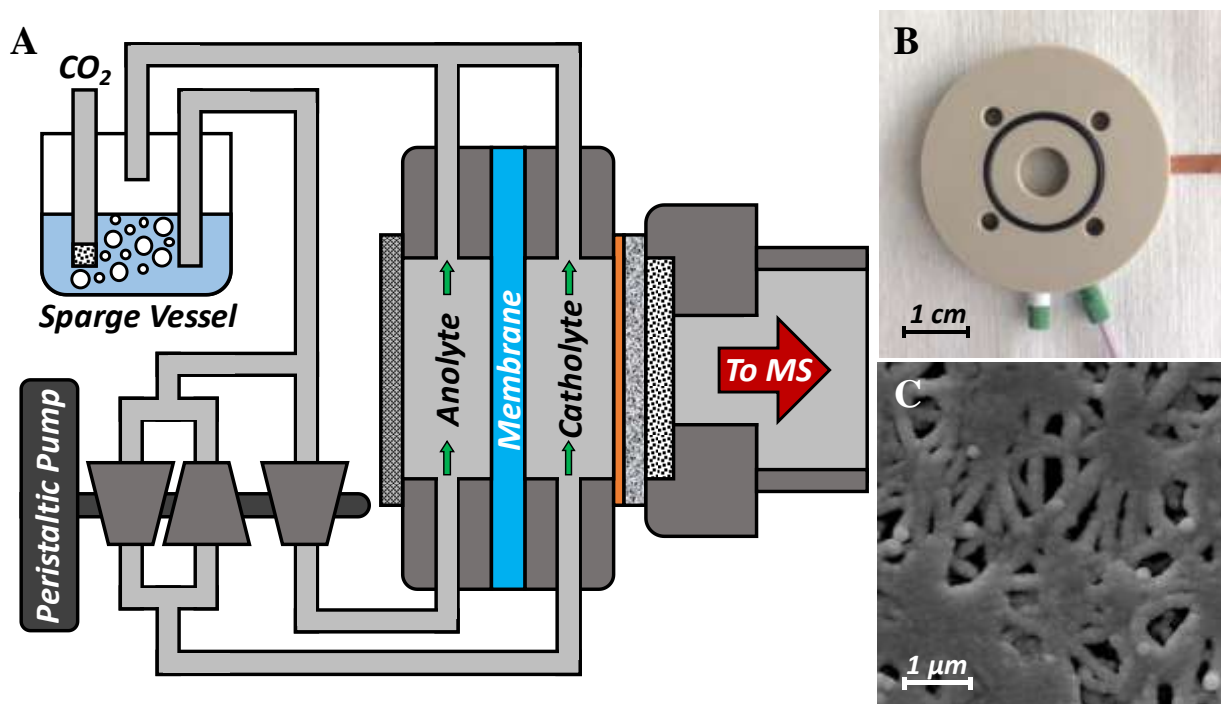 A
CO₂
Sparge Vessel
Peristaltic Pump
Anolyte
Membrane
Catholyte
To MS
B
1 cm
C
1 μm